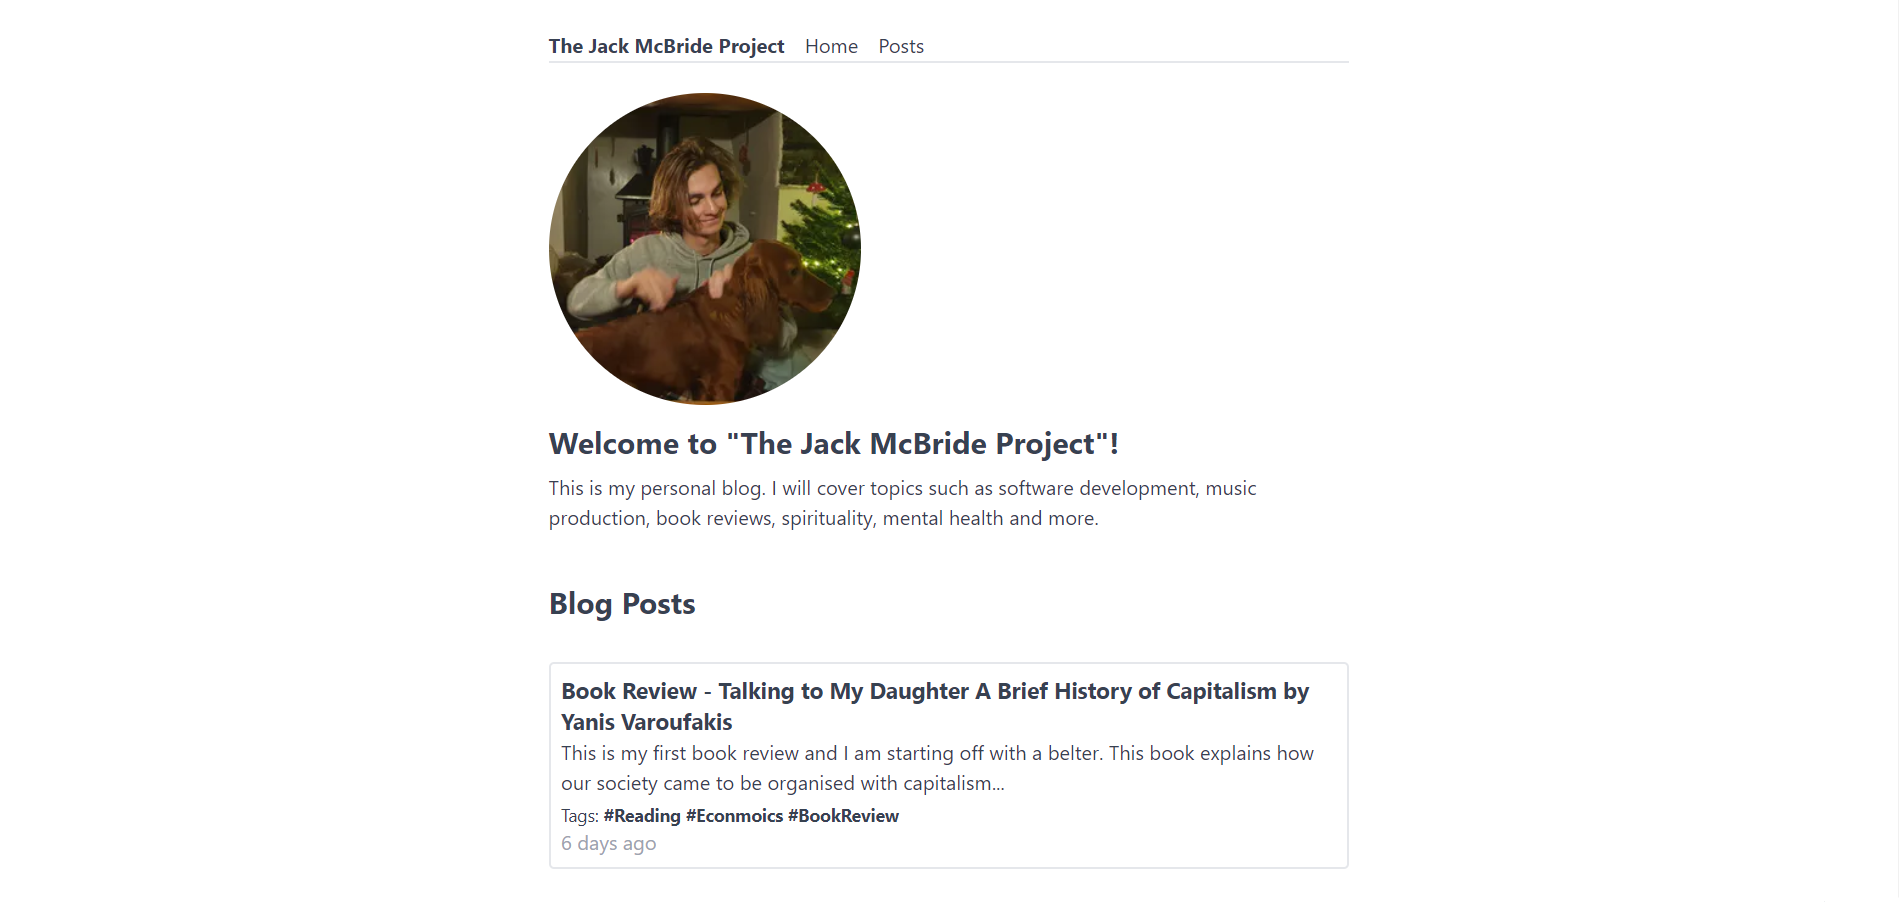 The Jack McBride Project Home Posts
Welcome to "The Jack McBride Project"!
This is my personal blog. I will cover topics such as software development, music
production, book reviews, spirituality, mental health and more.
Blog Posts
Book Review - Talking to My Daughter A Brief History of Capitalism by
Yanis Varoufakis
This is my first book review and I am starting off with a belter. This book explains how
our society came to be organised with capitalism...
Tags: #Reading #Econmoics #BookReview
6 days ago